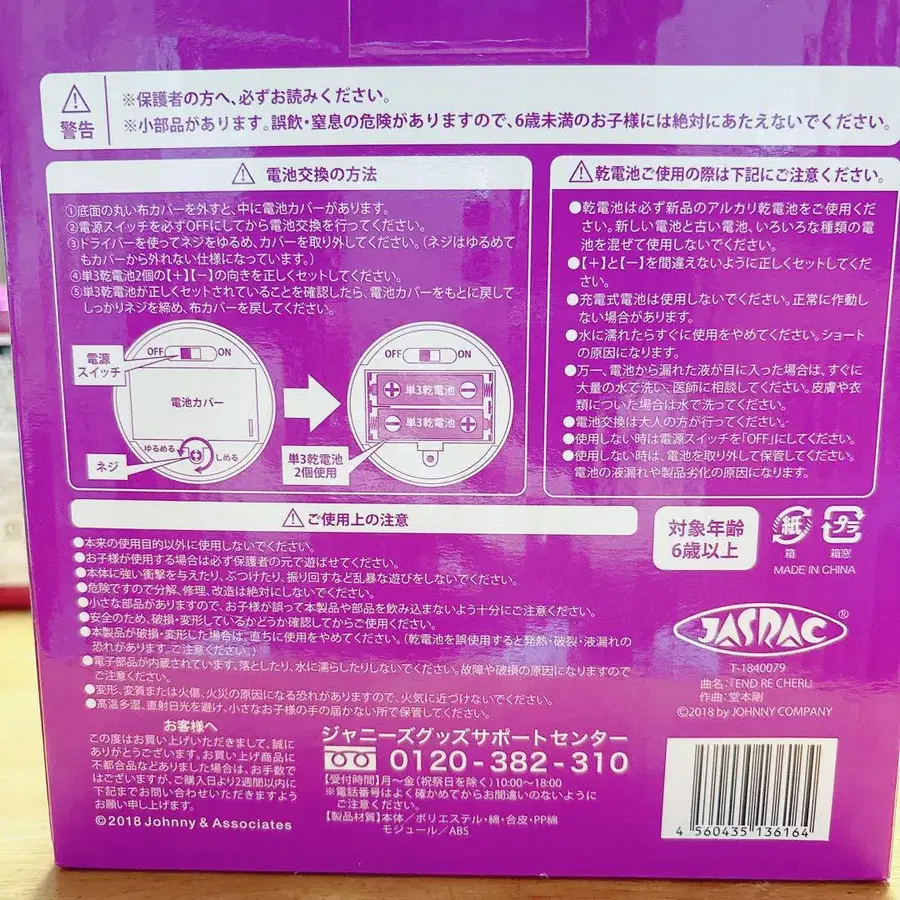 警告
※保護者の方へ、必ずお読みください。
※小部品があります。誤飲・窒息の危険がありますので、6歳未満のお子様には絶対にあたえないでください。
電池交換の方法
①底面の丸い布カバーを外すと、中に電池カバーがあります。
②電源スイッチを必ずOFFにしてから電池交換を行ってください。
③ドライバーを使ってネジをゆるめ、カバーを取り外してください。(ネジはゆるめて
もカバーから外れない仕様になっています。)
④単3乾電池2個の【+】【−】の向きを正しくセットしてください。
⑤単3乾電池が正しくセットされていることを確認したら、電池カバーをもとに戻して
しっかりネジを締め、布カバーを戻してください。
電源
スイッチ
OFF
ON
電池カバー
ゆるめる
しめる
ネジ
OFF
ON
+
単3乾電池
−
−
単3乾電池
+
単3乾電池
2個使用
乾電池ご使用の際は下記にご注意ください。
●乾電池は必ず新品のアルカリ乾電池をご使用くだ
さい。新しい電池と古い電池、いろいろな種類の電
池を混ぜて使用しないでください。
●【+】と【−】を間違えないように正しくセットしてくだ
さい。
●充電式電池は使用しないでください。正常に作動し
ない場合があります。
●水に濡れたらすぐに使用をやめてください。ショート
の原因になります。
●万一、電池から漏れた液が目に入った場合は、すぐに
大量の水で洗い、医師に相談してください。皮膚や衣
類についた場合は水で洗ってください。
●電池交換は大人の方が行ってください。
●使用しない時は電源スイッチを「OFF」にしてください。
●使用しない時は、電池を取り外して保管してください。
電池の液漏れや製品劣化の原因になります。
ご使用上の注意
●本来の使用目的以外に使用しないでください。
●お子様が使用する場合は必ず保護者の元で遊ばせてください。
●本体に強い衝撃を与えたり、ぶつけたり、振り回すなど乱暴な遊びをしないでください。
●危険ですので分解、修理、改造は絶対にしないでください。
●小さな部品がありますので、お子様が誤って本製品や部品を飲み込まないよう十分にご注意ください。
●安全のため、破損・変形しているかどうか確認してからご使用ください。
●本製品が破損・変形した場合は、直ちに使用をやめてください。(乾電池を誤使用すると発熱・破裂・液漏れの
恐れがあります。ご注意ください。)
●電子部品が内蔵されています。落としたり、水に濡らしたりしないでください。故障や破損の原因になりますので
ご注意ください。
●変形、変質または火傷、火災の原因になる恐れがありますので、火気に近づけないでください。
●高温多湿、直射日光を避け、小さなお子様の手の届かない所で保管してください。
対象年齢
6歳以上
紙
箱
プラ
箱窓
MADE IN CHINA
JASRAC®
T-1840079
曲名:『END RE CHERI』
作曲:堂本剛
©2018 by JOHNNY COMPANY
お客様へ
この度はお買い上げいただきまして、誠に
ありがとうございます。お買い上げ商品に
不都合品などありました場合は、お手数で
はございますが、ご購入日より2週間以内に
下記までお問い合わせいただきますよう
お願い申し上げます。
©2018 Johnny & Associates
ジャニーズグッズサポートセンター
0120-382-310
【受付時間】月〜金(祝祭日を除く)10:00〜18:00
※電話番号はよく確かめてからお間違いのないように
ご注意ください。
【製品材質】本体/ポリエステル・綿・合皮・PP綿
モジュール/ABS
4 560435 136164